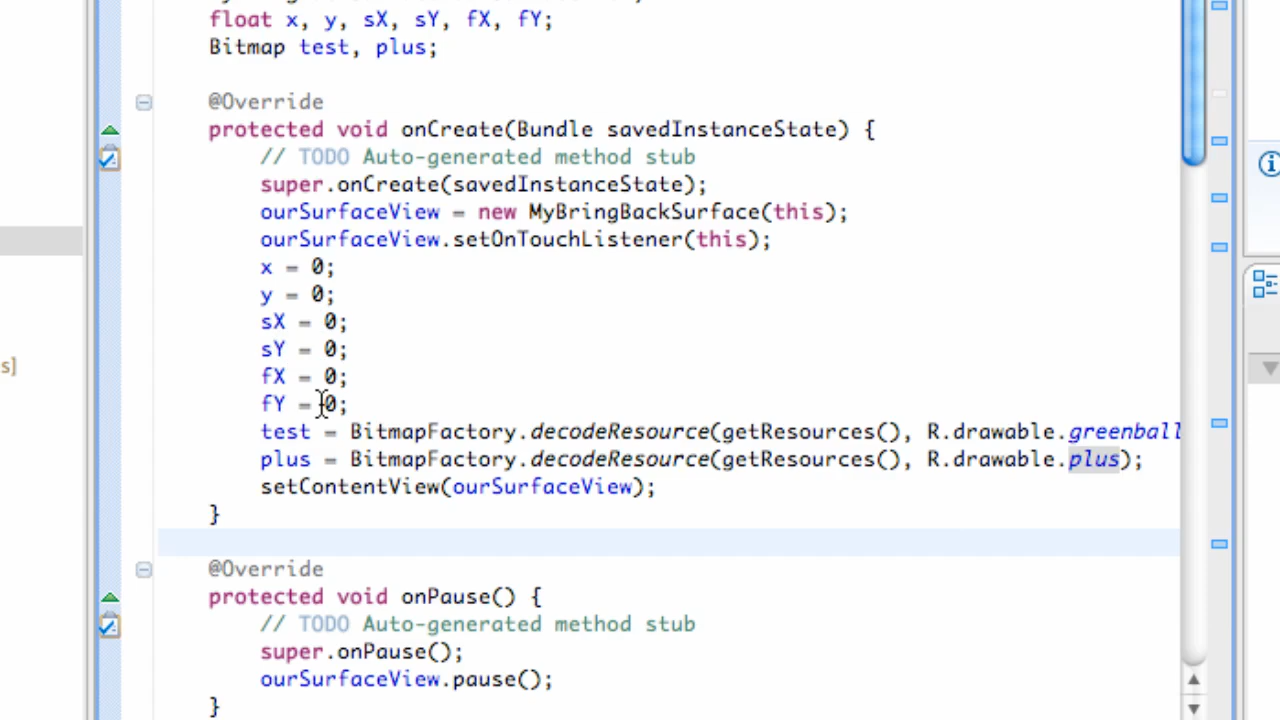 float x, y, sX, sY, fX, fY;
Bitmap test, plus;
@Override
protected void onCreate(Bundle savedInstanceState) {
// TODO Auto-generated method stub
super.onCreate(savedInstanceState);
ourSurfaceView = new MyBringBackSurface(this);
ourSurfaceView.setOnTouchListener(this);
x = 0;
y = 0;
sX = 0;
sY = 0;
fX = 0;
fY = 0;
test = BitmapFactory.decodeResource(getResources(), R.drawable.greenball
plus = BitmapFactory.decodeResource(getResources(), R.drawable.plus);
setContentView(ourSurfaceView);
}
@Override
protected void onPause() {
// TODO Auto-generated method stub
super.onPause();
ourSurfaceView.pause();
}
s]